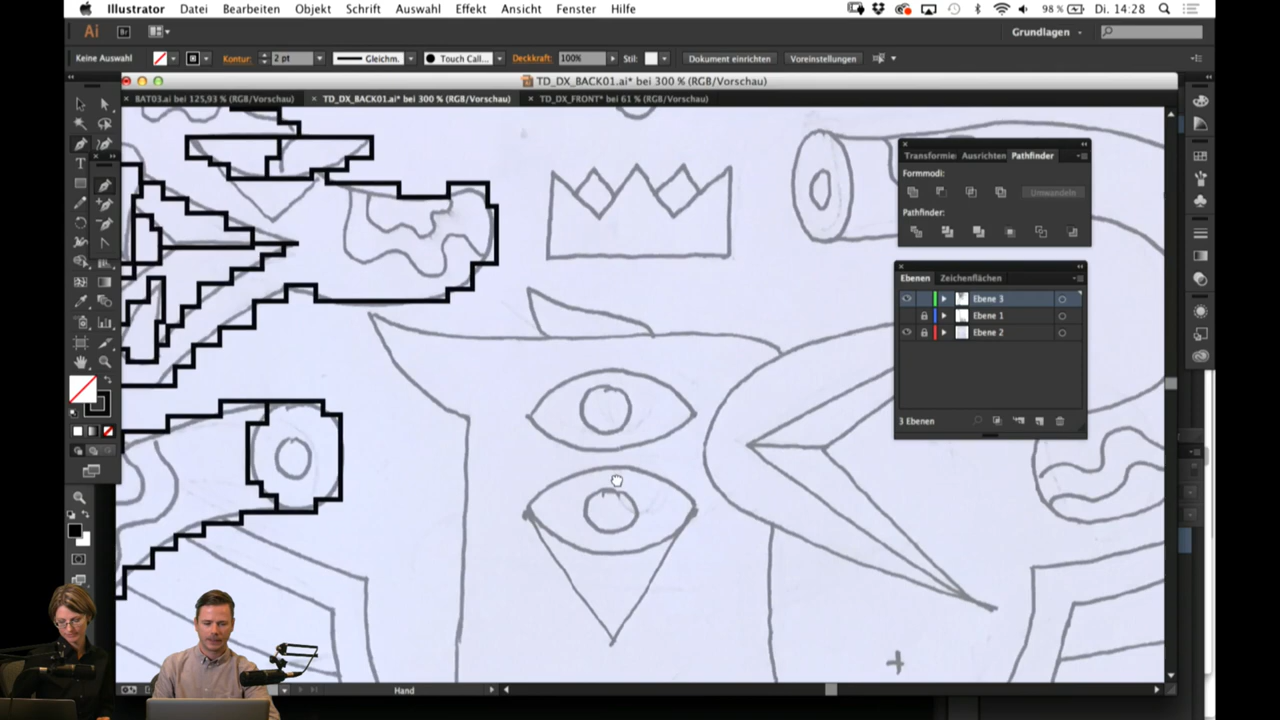 Illustrator Datei Bearbeiten Objekt Schrift Auswahl Effekt Ansicht Fenster Hilfe
98 % Di. 14:28
Ai Br Grundlagen
Keine Auswahl Kontur: 2 pt Gleichm. Touch Call... Deckkraft: 100% Stil: Dokument einrichten Voreinstellungen
TD_DX_BACK01.ai* bei 300 % (RGB/Vorschau)
× BAT03.ai bei 125,93 % (RGB/Vorschau) × TD_DX_BACK01.ai* bei 300 % (RGB/Vorschau) × TD_DX_FRONT* bei 61 % (RGB/Vorschau)
Transformie Ausrichten Pathfinder
Formmodi:
Umwandeln
Pathfinder:
Ebenen Zeichenflächen
Ebene 3
Ebene 1
Ebene 2
3 Ebenen
Hand